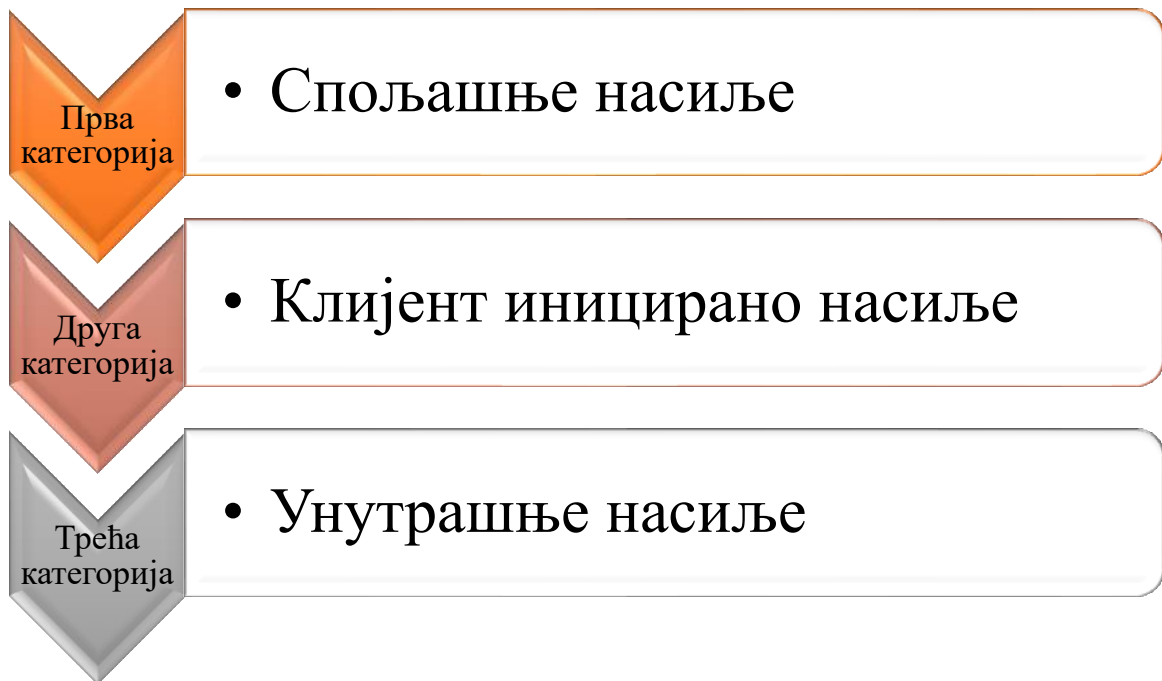 Прва
категорија
• Спољашње насиље
Друга
категорија
• Клијент иницирано насиље
Трећа
категорија
• Унутрашње насиље